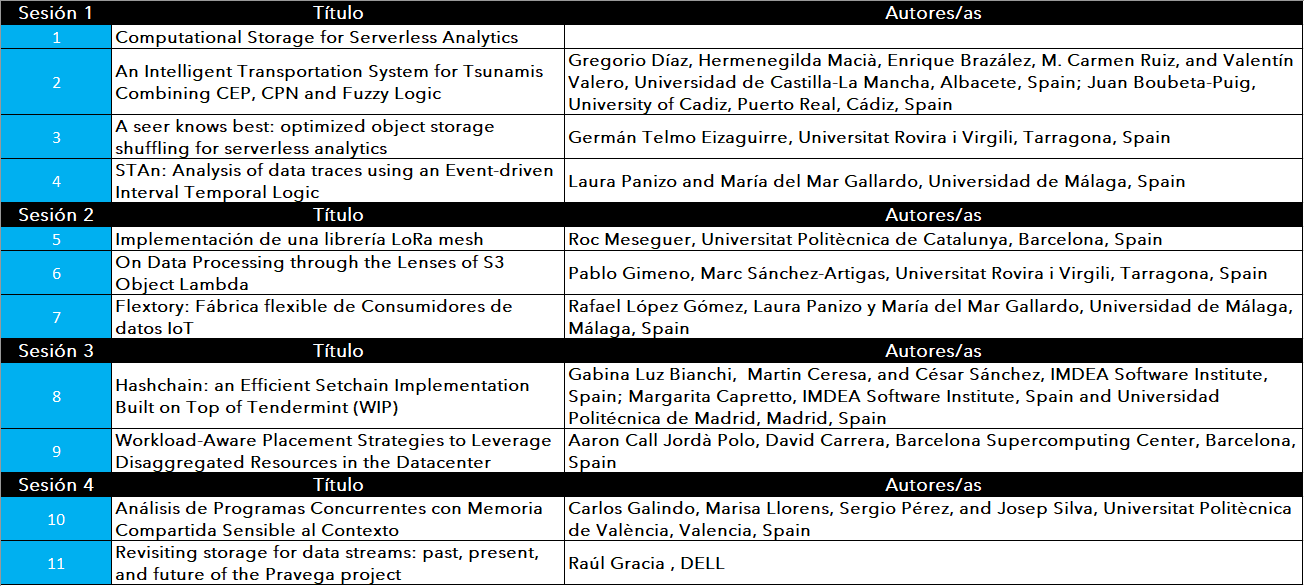 Sesión 1 Título Autores/as
1 Computational Storage for Serverless Analytics
2 An Intelligent Transportation System for Tsunamis
Combining CEP, CPN and Fuzzy Logic
Gregorio Díaz, Hermenegilda Macià, Enrique Brazález, M. Carmen Ruiz, and Valentín
Valero, Universidad de Castilla-La Mancha, Albacete, Spain; Juan Boubeta-Puig,
University of Cadiz, Puerto Real, Cádiz, Spain
3 A seer knows best: optimized object storage
shuffling for serverless analytics
Germán Telmo Eizaguirre, Universitat Rovira i Virgili, Tarragona, Spain
4 STAn: Analysis of data traces using an Event-driven
Interval Temporal Logic
Laura Panizo and María del Mar Gallardo, Universidad de Málaga, Spain
Sesión 2 Título Autores/as
5 Implementación de una librería LoRa mesh Roc Meseguer, Universitat Politècnica de Catalunya, Barcelona, Spain
6 On Data Processing through the Lenses of S3
Object Lambda
Pablo Gimeno, Marc Sánchez-Artigas, Universitat Rovira i Virgili, Tarragona, Spain
7 Flextory: Fábrica flexible de Consumidores de
datos IoT
Rafael López Gómez, Laura Panizo y María del Mar Gallardo, Universidad de Málaga,
Málaga, Spain
Sesión 3 Título Autores/as
8 Hashchain: an Efficient Setchain Implementation
Built on Top of Tendermint (WIP)
Gabina Luz Bianchi,  Martin Ceresa, and César Sánchez, IMDEA Software Institute,
Spain; Margarita Capretto, IMDEA Software Institute, Spain and Universidad
Politécnica de Madrid, Madrid, Spain
9 Workload-Aware Placement Strategies to Leverage
Disaggregated Resources in the Datacenter
Aaron Call Jordà Polo, David Carrera, Barcelona Supercomputing Center, Barcelona,
Spain
Sesión 4 Título Autores/as
10 Análisis de Programas Concurrentes con Memoria
Compartida Sensible al Contexto
Carlos Galindo, Marisa Llorens, Sergio Pérez, and Josep Silva, Universitat Politècnica
de València, Valencia, Spain
11 Revisiting storage for data streams: past, present,
and future of the Pravega project
Raúl Gracia , DELL